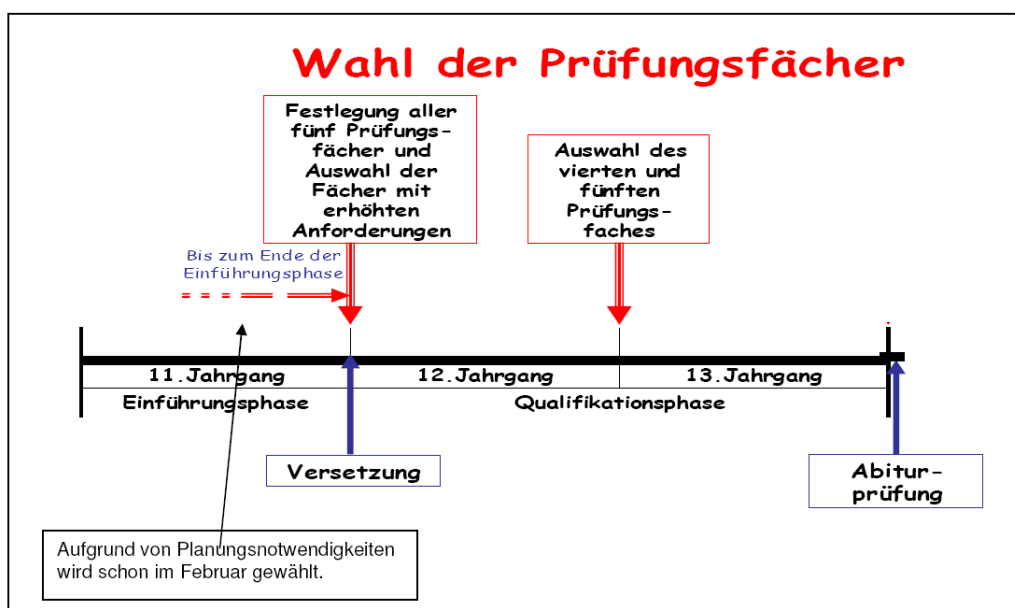 Wahl der Prüfungsfächer
Festlegung aller
fünf Prüfungs-
fächer und
Auswahl der
Fächer mit
erhöhten
Anforderungen
Auswahl des
vierten und
fünften
Prüfungs-
faches
Bis zum Ende der
Einführungsphase
11.Jahrgang
12.Jahrgang
13.Jahrgang
Einführungsphase
Qualifikationsphase
Versetzung
Abitur-
prüfung
Aufgrund von Planungsnotwendigkeiten
wird schon im Februar gewählt.